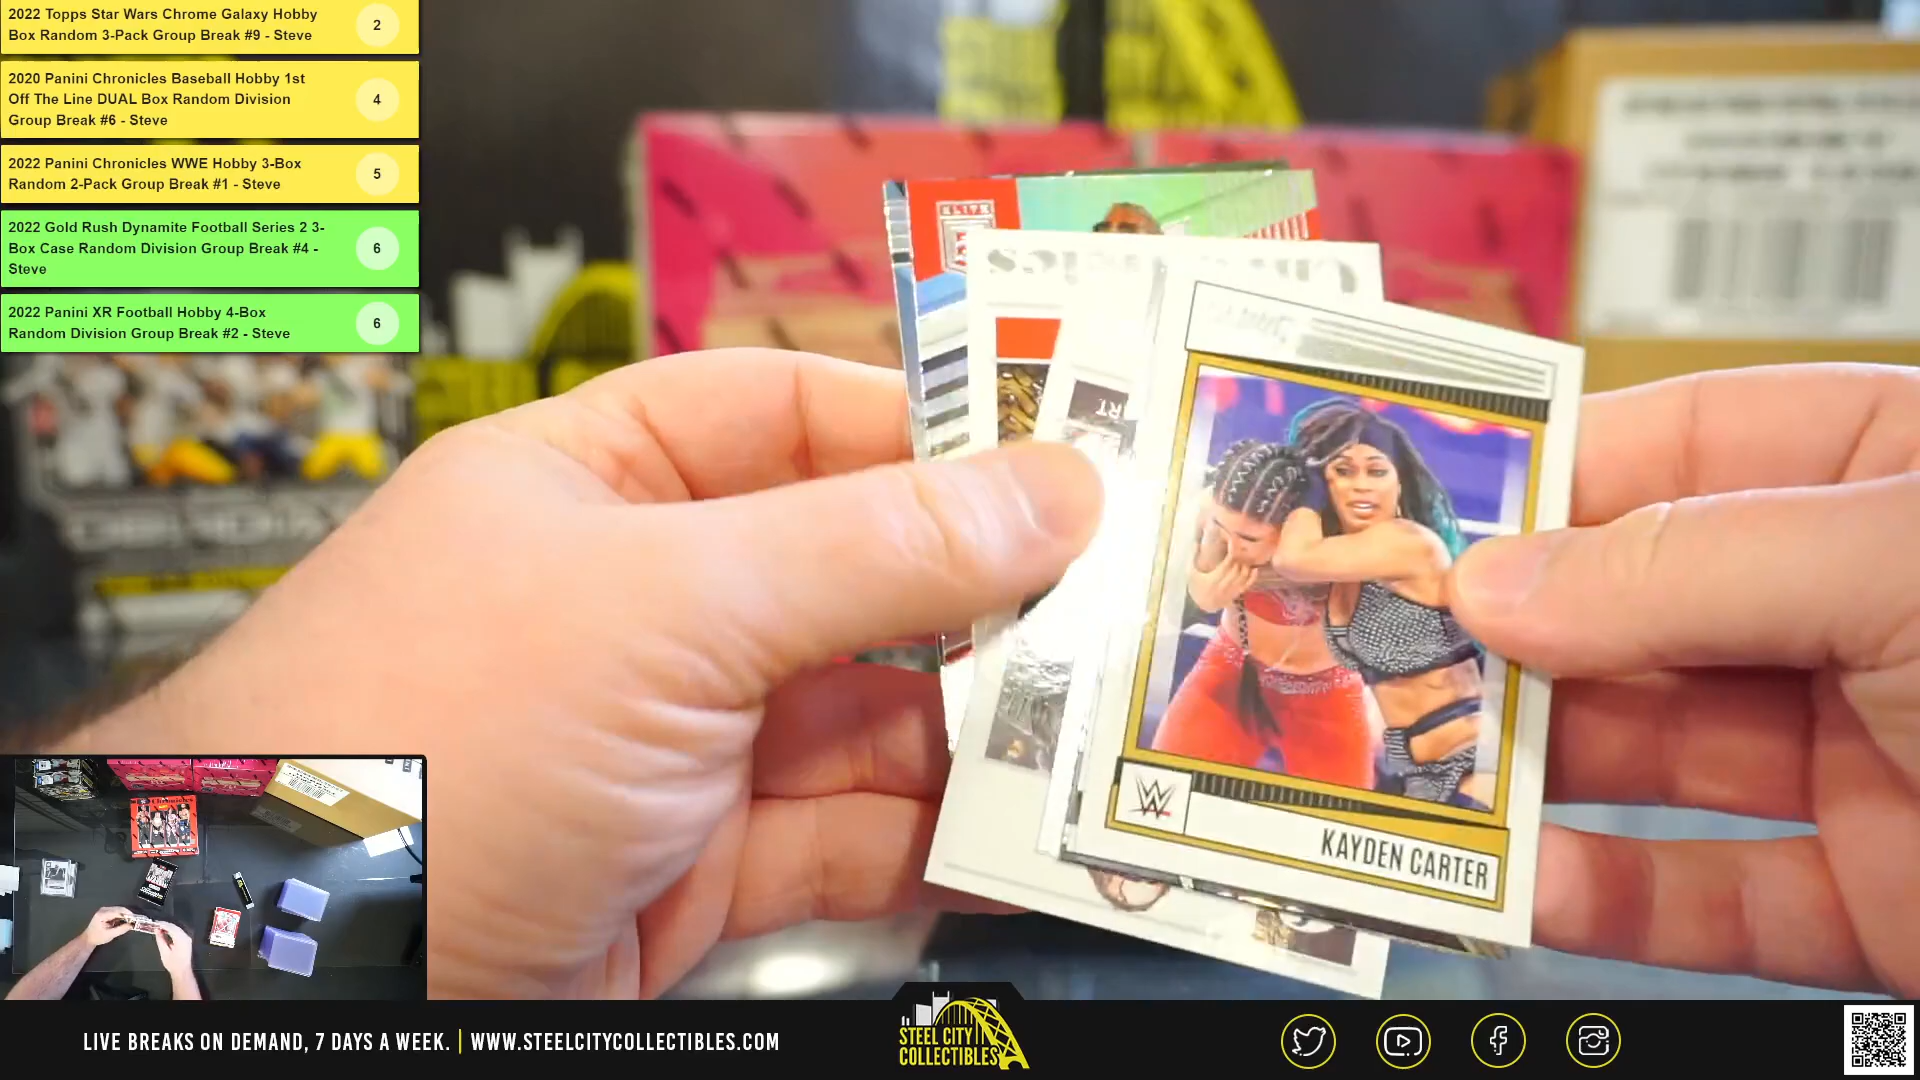 2022 Topps Star Wars Chrome Galaxy Hobby
Box Random 3-Pack Group Break #9 - Steve
2
2020 Panini Chronicles Baseball Hobby 1st
Off The Line DUAL Box Random Division
Group Break #6 - Steve
4
2022 Panini Chronicles WWE Hobby 3-Box
Random 2-Pack Group Break #1 - Steve
5
2022 Gold Rush Dynamite Football Series 2 3-
Box Case Random Division Group Break #4 -
Steve
6
2022 Panini XR Football Hobby 4-Box
Random Division Group Break #2 - Steve
6
ELITE
W
KAYDEN CARTER
Chronicles
LIVE BREAKS ON DEMAND, 7 DAYS A WEEK. | WWW.STEELCITYCOLLECTIBLES.COM
STEEL CITY
COLLECTIBLES